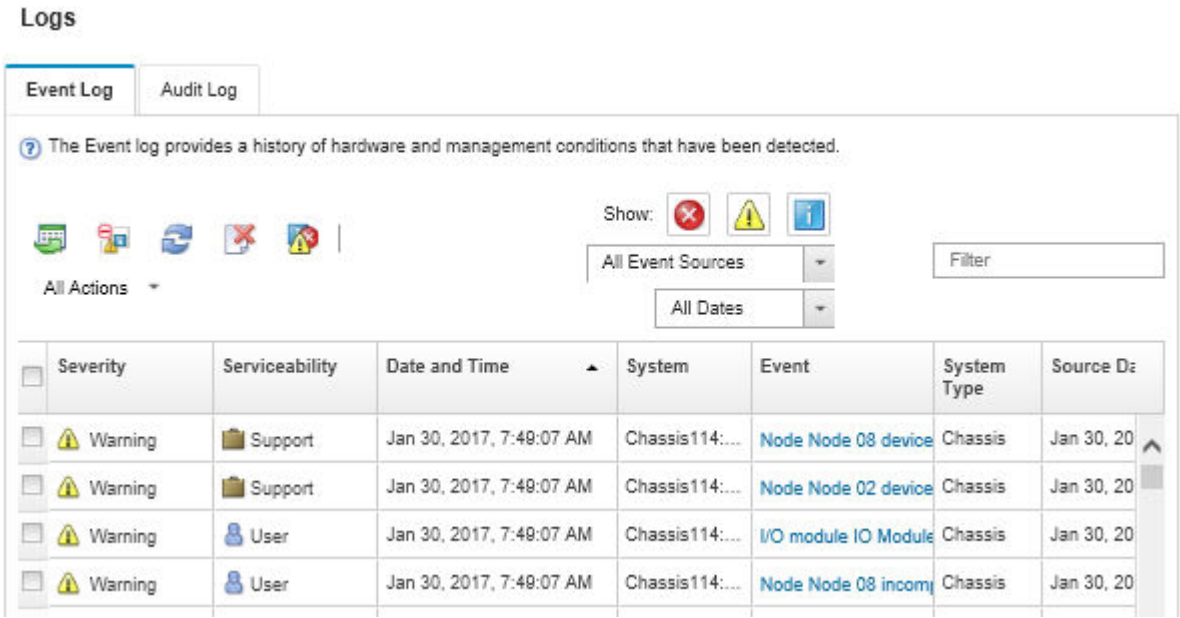 Logs
Event Log Audit Log
The Event log provides a history of hardware and management conditions that have been detected.
Show:
All Event Sources Filter
All Actions
All Dates
Severity Serviceability Date and Time System Event System Type Source Da
Warning Support Jan 30, 2017, 7:49:07 AM Chassis114:... Node Node 08 device Chassis Jan 30, 20
Warning Support Jan 30, 2017, 7:49:07 AM Chassis114:... Node Node 02 device Chassis Jan 30, 20
Warning User Jan 30, 2017, 7:49:07 AM Chassis114:... I/O module IO Module Chassis Jan 30, 20
Warning User Jan 30, 2017, 7:49:07 AM Chassis114:... Node Node 08 incomp Chassis Jan 30, 20